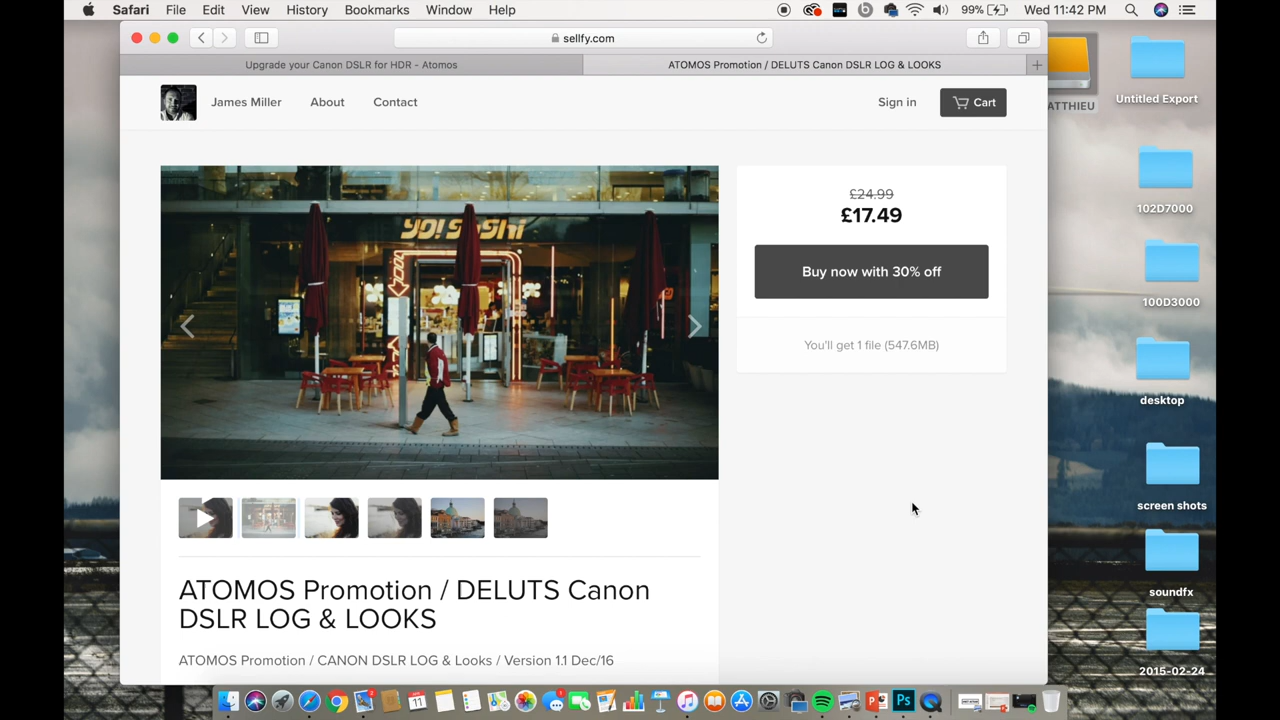 Safari File Edit View History Bookmarks Window Help 99% Wed 11:42 PM
sellfy.com
Upgrade your Canon DSLR for HDR - Atomos ATOMOS Promotion / DELUTS Canon DSLR LOG & LOOKS
ATTHIEU
Untitled Export
James Miller About Contact Sign in Cart
YO! Sushi
£24.99
£17.49
Buy now with 30% off
You'll get 1 file (547.6MB)
ATOMOS Promotion / DELUTS Canon
DSLR LOG & LOOKS
ATOMOS Promotion / CANON DSLR LOG & Looks / Version 1.1 Dec/16
102D7000
100D3000
desktop
screen shots
soundfx
2015-02-24
11
Ps